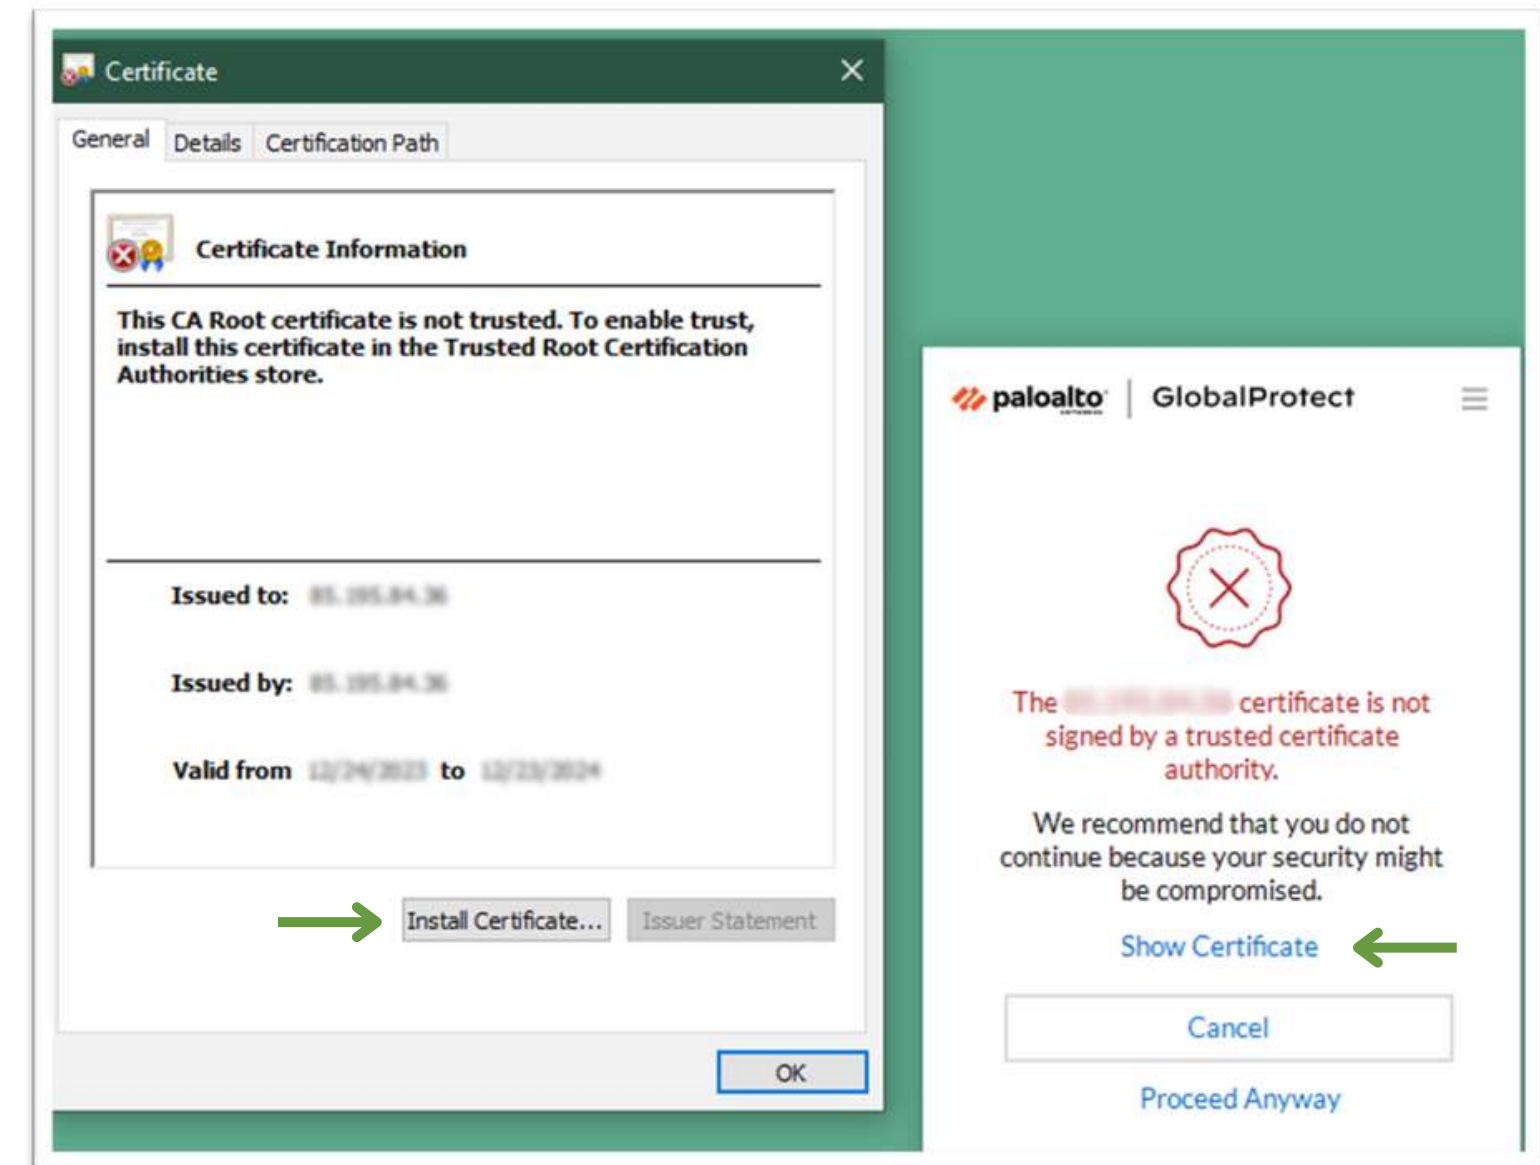 Certificate
General Details Certification Path
Certificate Information
This CA Root certificate is not trusted. To enable trust,
install this certificate in the Trusted Root Certification
Authorities store.
Issued to:
Issued by:
Valid from to
Install Certificate... Issuer Statement
OK
paloalto GlobalProtect
The certificate is not
signed by a trusted certificate
authority.
We recommend that you do not
continue because your security might
be compromised.
Show Certificate
Cancel
Proceed Anyway